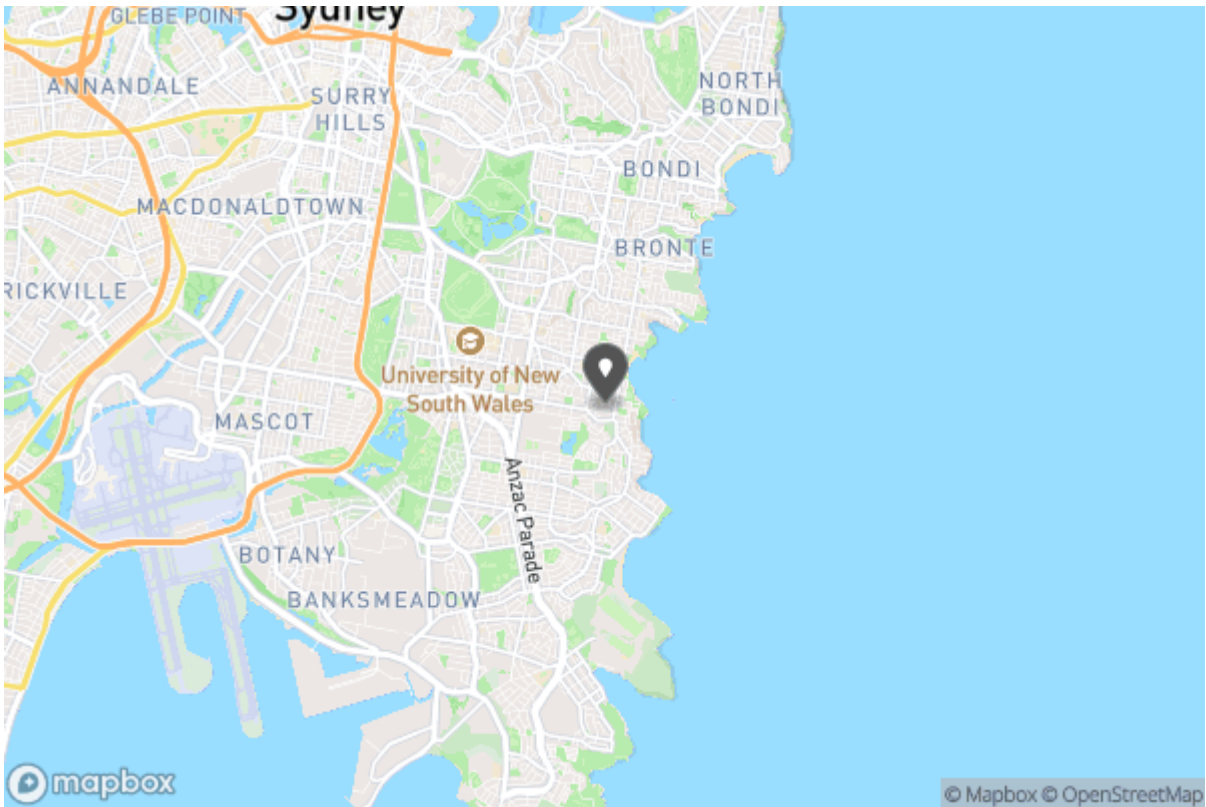 GLEBE POINT
Sydney
ANNANDALE
SURRY
HILLS
NORTH
BONDI
BONDI
MACDONALDTOWN
BRONTE
RICKVILLE
University of New
South Wales
MASCOT
Anzac Parade
BOTANY
BANKSMEADOW
mapbox
© Mapbox © OpenStreetMap